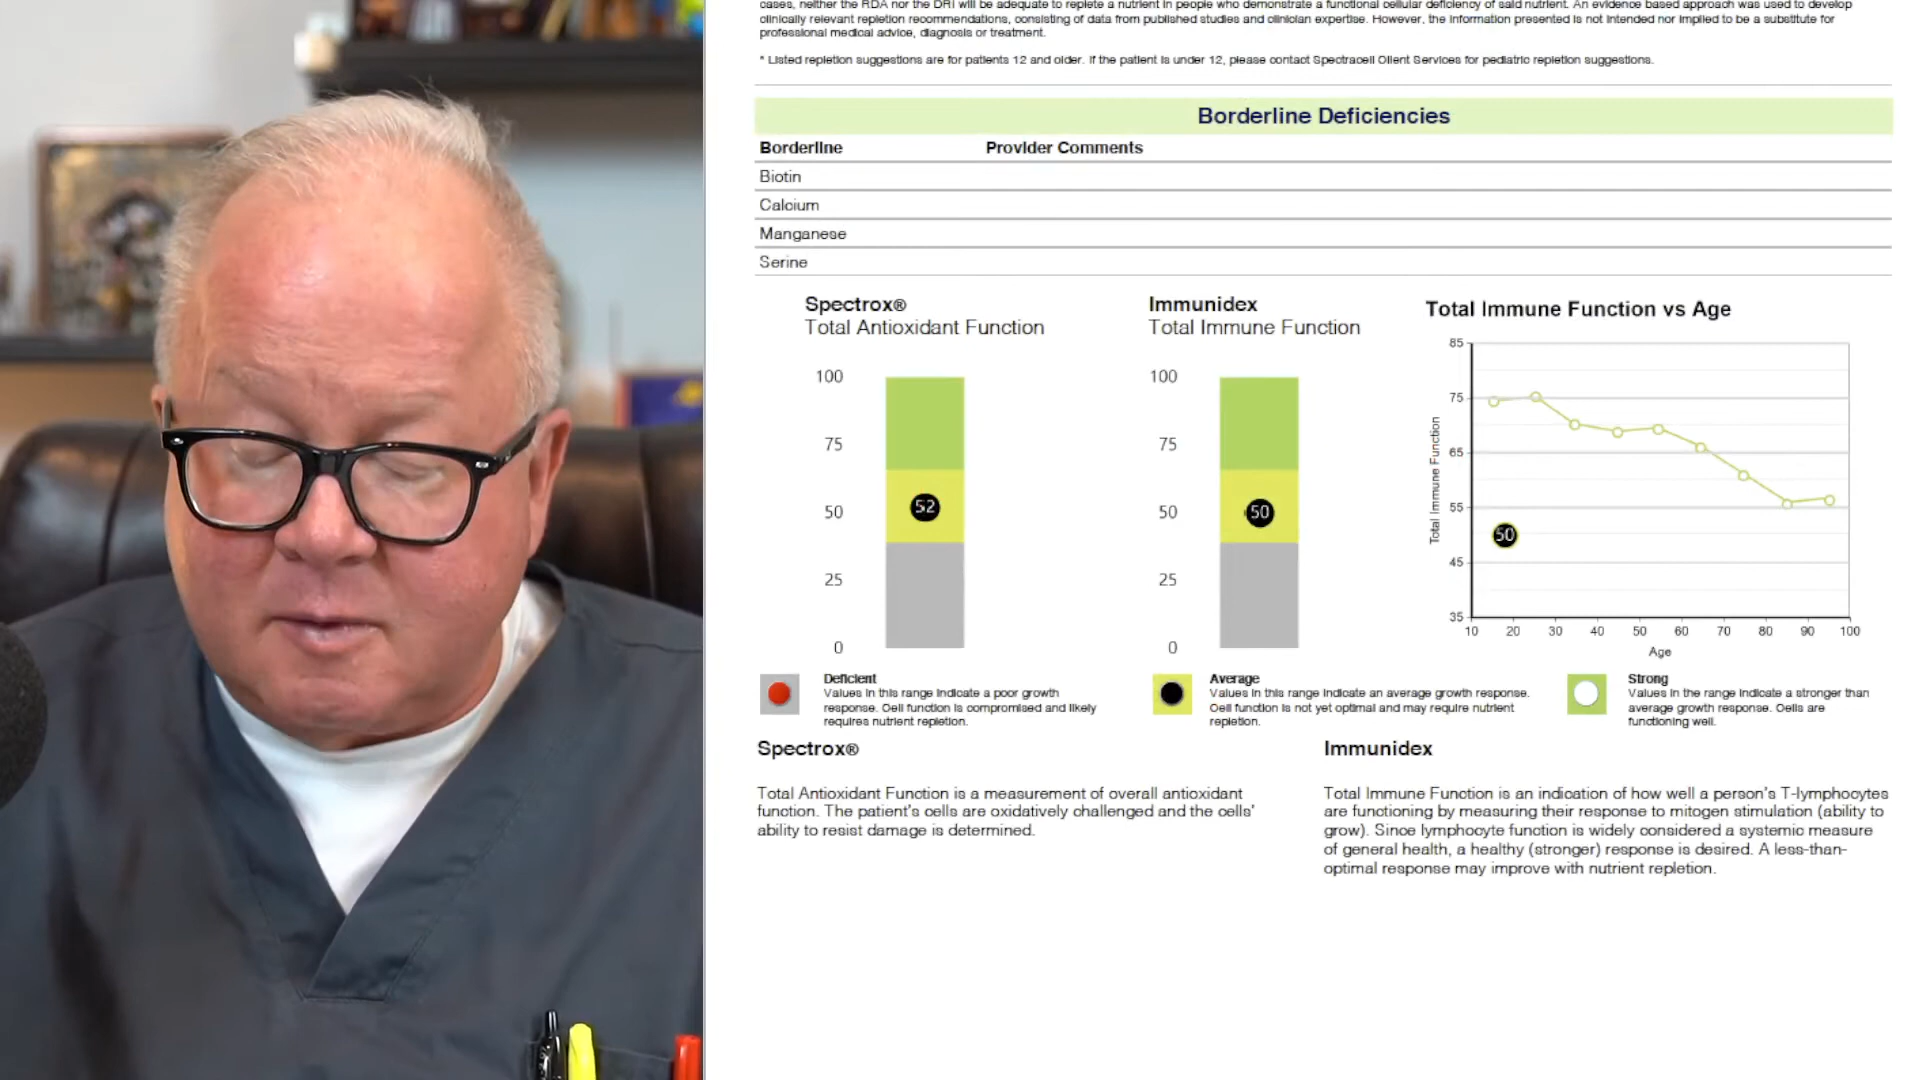 cases, neither the RDA nor the DRI will be adequate to replete a nutrient in people who demonstrate a functional cellular deficiency of said nutrient. An evidence based approach was used to develop
clinically relevant repletion recommendations, consisting of data from published studies and clinician expertise. However, the information presented is not intended nor implied to be a substitute for
professional medical advice, diagnosis or treatment.
* Listed repletion suggestions are for patients 12 and older. If the patient is under 12, please contact Spectracell Client Services for pediatric repletion suggestions.
Borderline Deficiencies
Borderline Provider Comments
Biotin
Calcium
Manganese
Serine
Spectrox®
Total Antioxidant Function
100
75
50
25
0
52
Immunidex
Total Immune Function
100
75
50
25
0
50
Total Immune Function vs Age
Total Immune Function
85
75
65
55
45
35
50
10 20 30 40 50 60 70 80 90 100
Age
Deficient
Values in this range indicate a poor growth
response. Cell function is compromised and likely
requires nutrient repletion.
Average
Values in this range indicate an average growth response.
Cell function is not yet optimal and may require nutrient
repletion.
Strong
Values in the range indicate a stronger than
average growth response. Cells are
functioning well.
Spectrox®
Total Antioxidant Function is a measurement of overall antioxidant
function. The patient's cells are oxidatively challenged and the cells'
ability to resist damage is determined.
Immunidex
Total Immune Function is an indication of how well a person's T-lymphocytes
are functioning by measuring their response to mitogen stimulation (ability to
grow). Since lymphocyte function is widely considered a systemic measure
of general health, a healthy (stronger) response is desired. A less-than-
optimal response may improve with nutrient repletion.